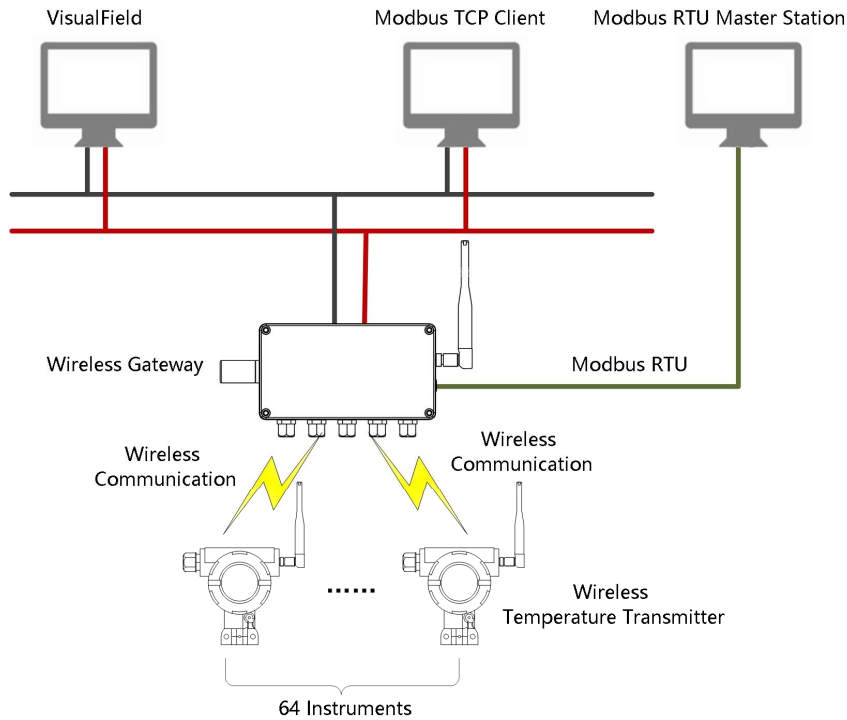 VisualField
Modbus TCP Client
Modbus RTU Master Station
Wireless Gateway
Modbus RTU
Wireless
Communication
Wireless
Communication
......
Wireless
Temperature Transmitter
64 Instruments